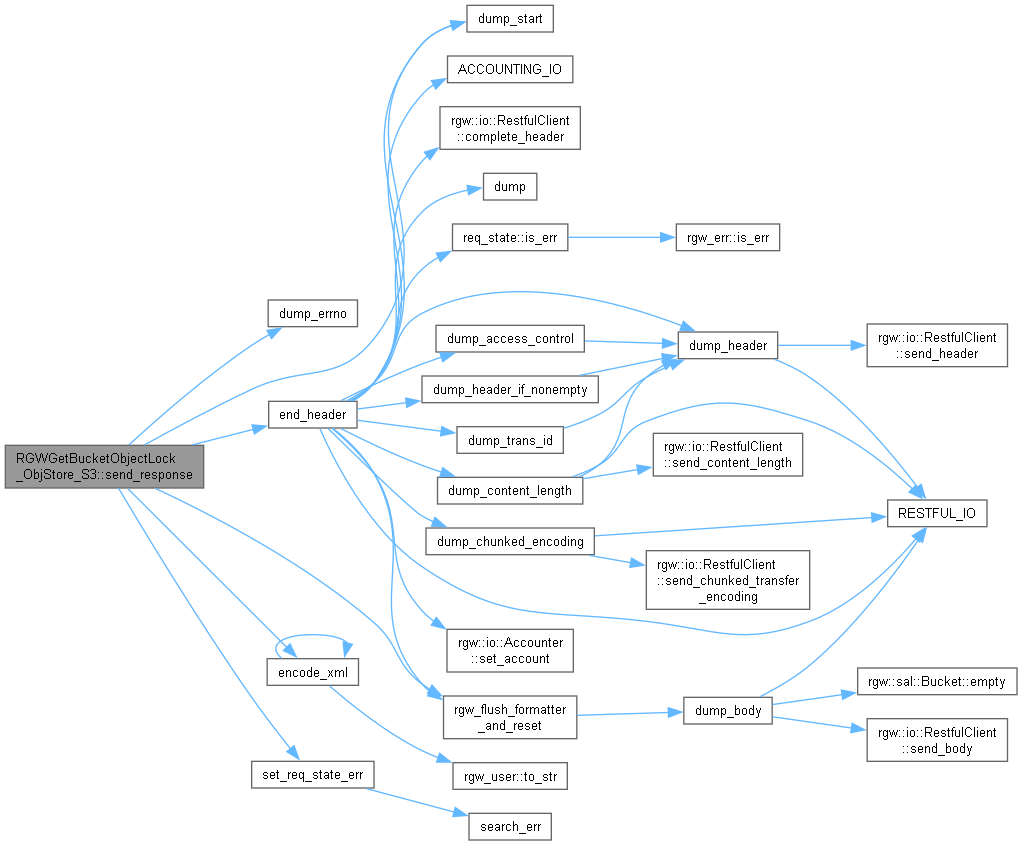 dump_start
ACCOUNTING_IO
rgw::io::RestfulClient
::complete_header
dump
req_state::is_err
rgw_err::is_err
dump_errno
dump_access_control
dump_header
rgw::io::RestfulClient
::send_header
dump_header_if_nonempty
end_header
dump_trans_id
rgw::io::RestfulClient
::send_content_length
RGWGetBucketObjectLock
_ObjStore_S3::send_response
dump_content_length
RESTFUL_IO
dump_chunked_encoding
rgw::io::RestfulClient
::send_chunked_transfer
_encoding
rgw::io::Accounter
::set_account
encode_xml
rgw::sal::Bucket::empty
rgw_flush_formatter
_and_reset
dump_body
rgw::io::RestfulClient
::send_body
set_req_state_err
rgw_user::to_str
search_err